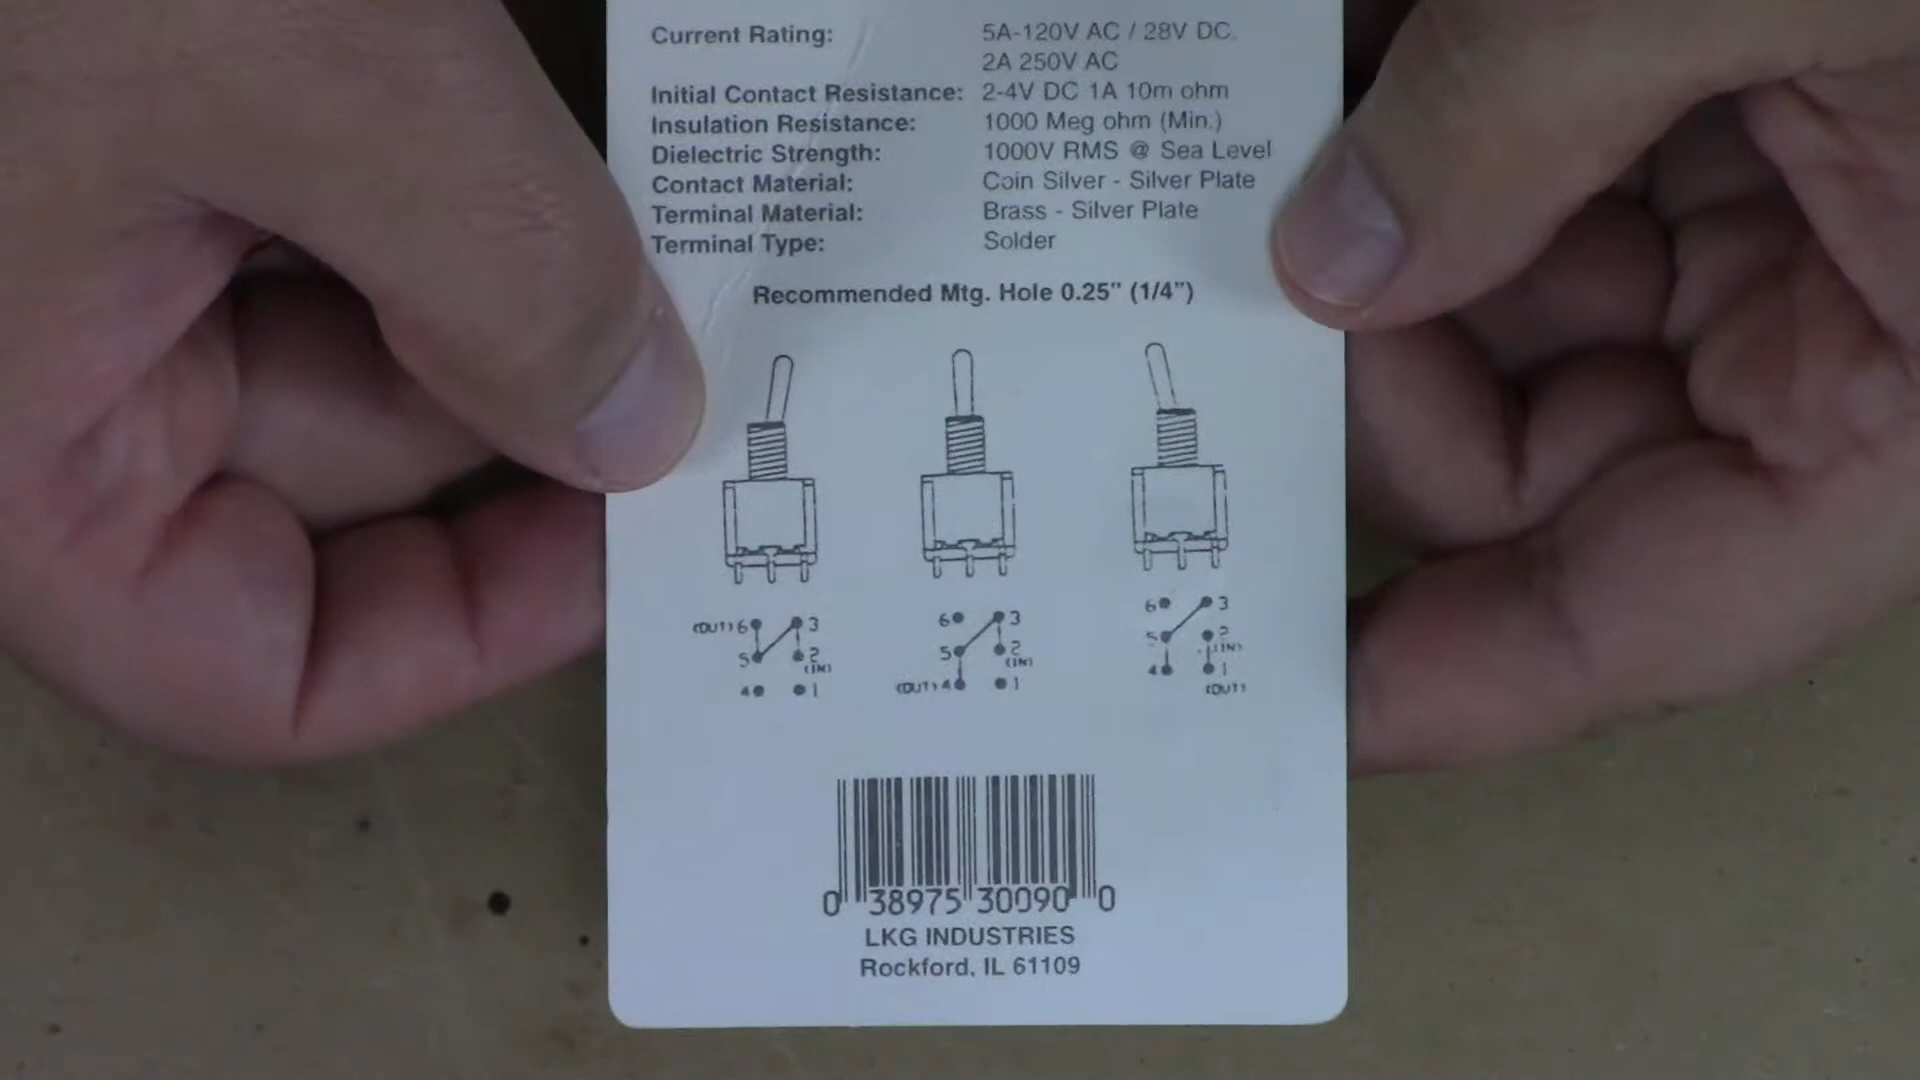 Current Rating: 5A-120V AC / 28V DC.
2A 250V AC
Initial Contact Resistance: 2-4V DC 1A 10m ohm
Insulation Resistance: 1000 Meg ohm (Min.)
Dielectric Strength: 1000V RMS @ Sea Level
Contact Material: Coin Silver - Silver Plate
Terminal Material: Brass - Silver Plate
Terminal Type: Solder
Recommended Mtg. Hole 0.25" (1/4")
(OUT) 6 3
5 2
(IN)
4 1
6 3
5 2
(IN)
(OUT) 4 1
6 3
5 2
(IN)
4 1
(OUT)
0 38975 30090 0
LKG INDUSTRIES
Rockford, IL 61109